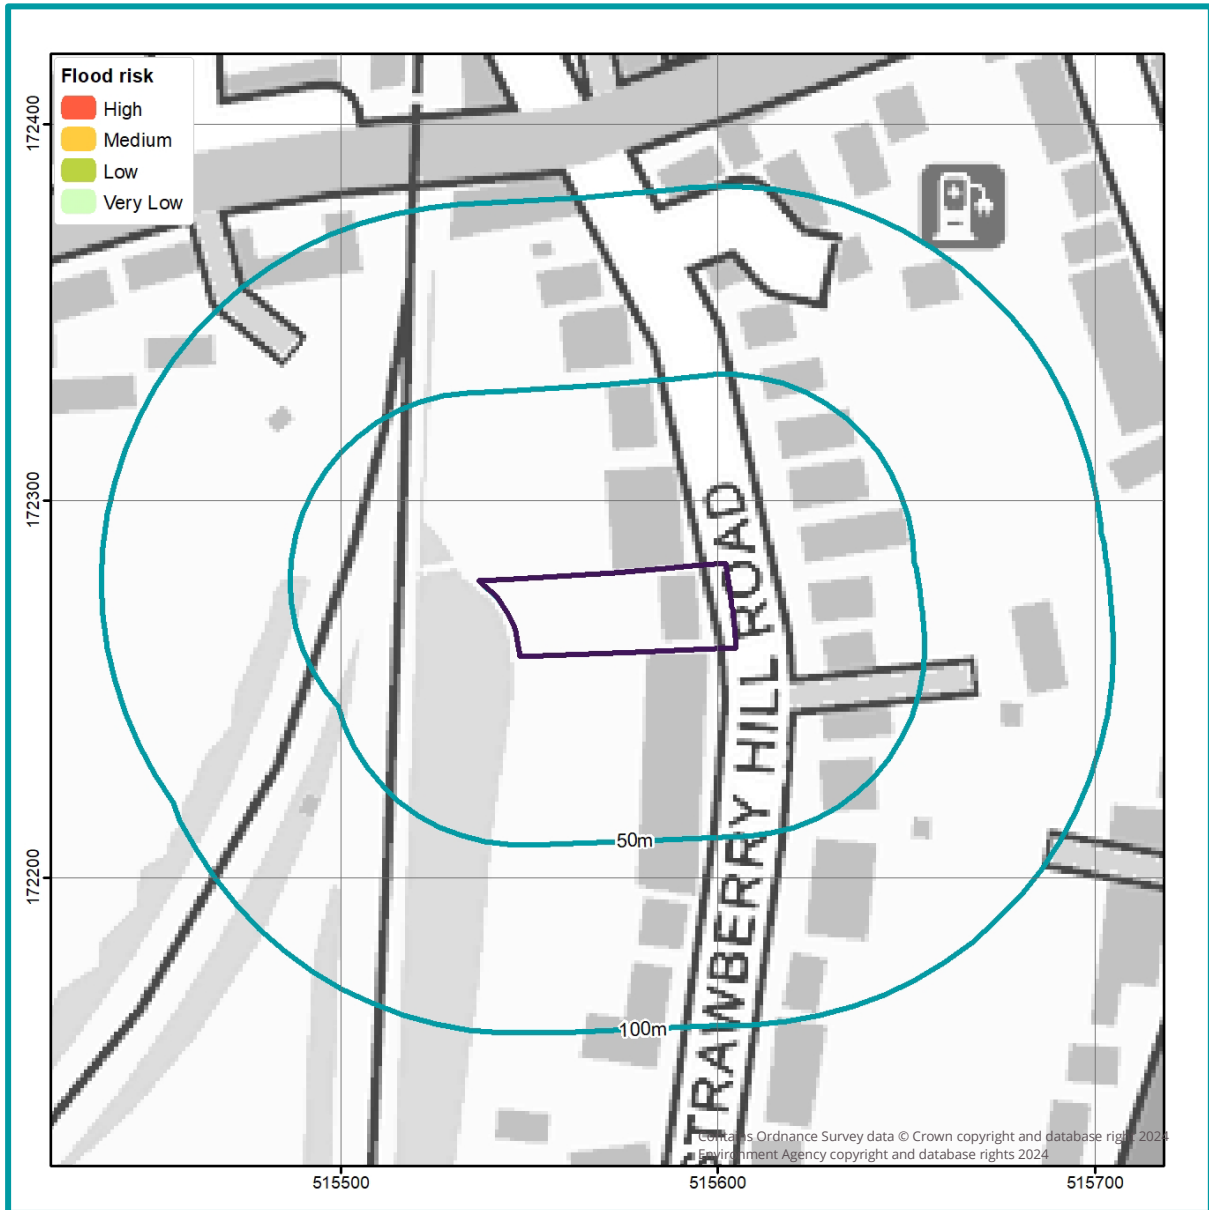 Flood risk
High
Medium
Low
Very Low
172400
172300
172200
STRAWBERRY HILL ROAD
50m
100m
Contains Ordnance Survey data © Crown copyright and database right 2024
Environment Agency copyright and database rights 2024
515500
515600
515700